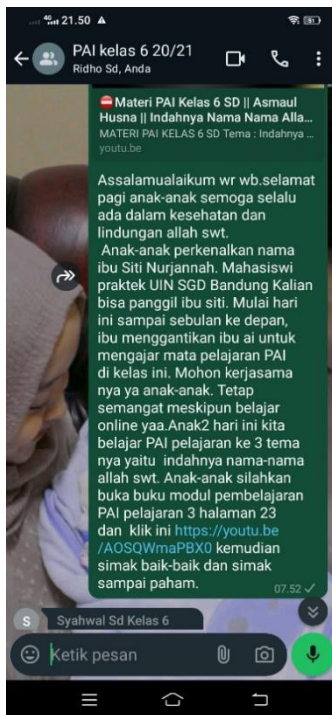 4G 21.50
PAI kelas 6 20/21
Ridho Sd, Anda
Materi PAI Kelas 6 SD || Asmaul
Husna || Indahnya Nama Nama Alla...
MATERI PAI KELAS 6 SD Tema : Indahnya ...
youtu.be
Assalamualaikum wr wb.selamat
pagi anak-anak semoga selalu
ada dalam kesehatan dan
lindungan allah swt.
Anak-anak perkenalkan nama
ibu Siti Nurjannah. Mahasiswi
praktek UIN SGD Bandung Kalian
bisa panggil ibu siti. Mulai hari
ini sampai sebulan ke depan,
ibu menggantikan ibu ai untuk
mengajar mata pelajaran PAI
di kelas ini. Mohon kerjasama
nya ya anak-anak. Tetap
semangat meskipun belajar
online yaa.Anak2 hari ini kita
belajar PAI pelajaran ke 3 tema
nya yaitu indahnya nama-nama
allah swt. Anak-anak silahkan
buka buku modul pembelajaran
PAI pelajaran 3 halaman 23
dan klik ini https://youtu.be
/AOSQWmaPBX0 kemudian
simak baik-baik dan simak
sampai paham.
07.52
S Syahwal Sd Kelas 6
Ketik pesan